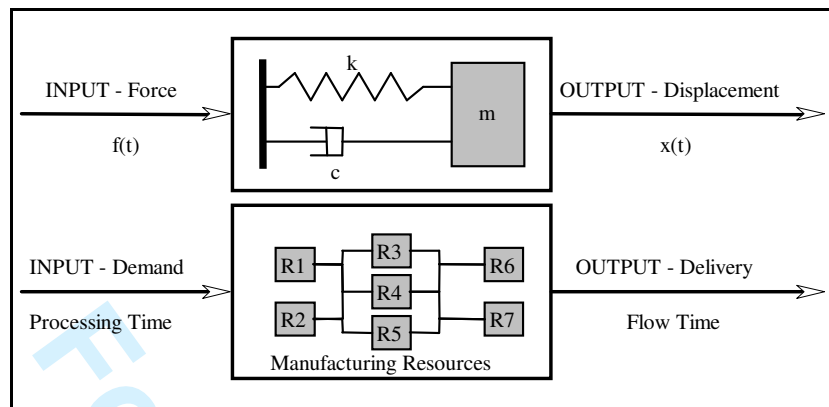 INPUT - Force
f(t)
k
c
m
OUTPUT - Displacement
x(t)
INPUT - Demand
Processing Time
R1
R2
R3
R4
R5
R6
R7
Manufacturing Resources
OUTPUT - Delivery
Flow Time
Fo